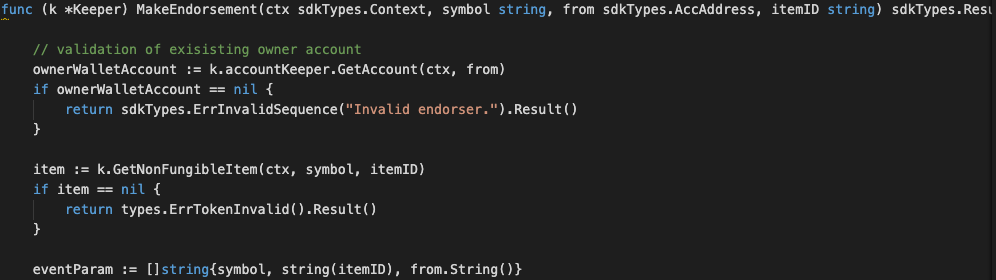 func (k *Keeper) MakeEndorsement(ctx sdkTypes.Context, symbol string, from sdkTypes.AccAddress, itemID string) sdkTypes.Resu
// validation of exisisting owner account
ownerWalletAccount := k.accountKeeper.GetAccount(ctx, from)
if ownerWalletAccount == nil {
return sdkTypes.ErrInvalidSequence("Invalid endorser.").Result()
}
item := k.GetNonFungibleItem(ctx, symbol, itemID)
if item == nil {
return types.ErrTokenInvalid().Result()
}
eventParam := []string{symbol, string(itemID), from.String()}